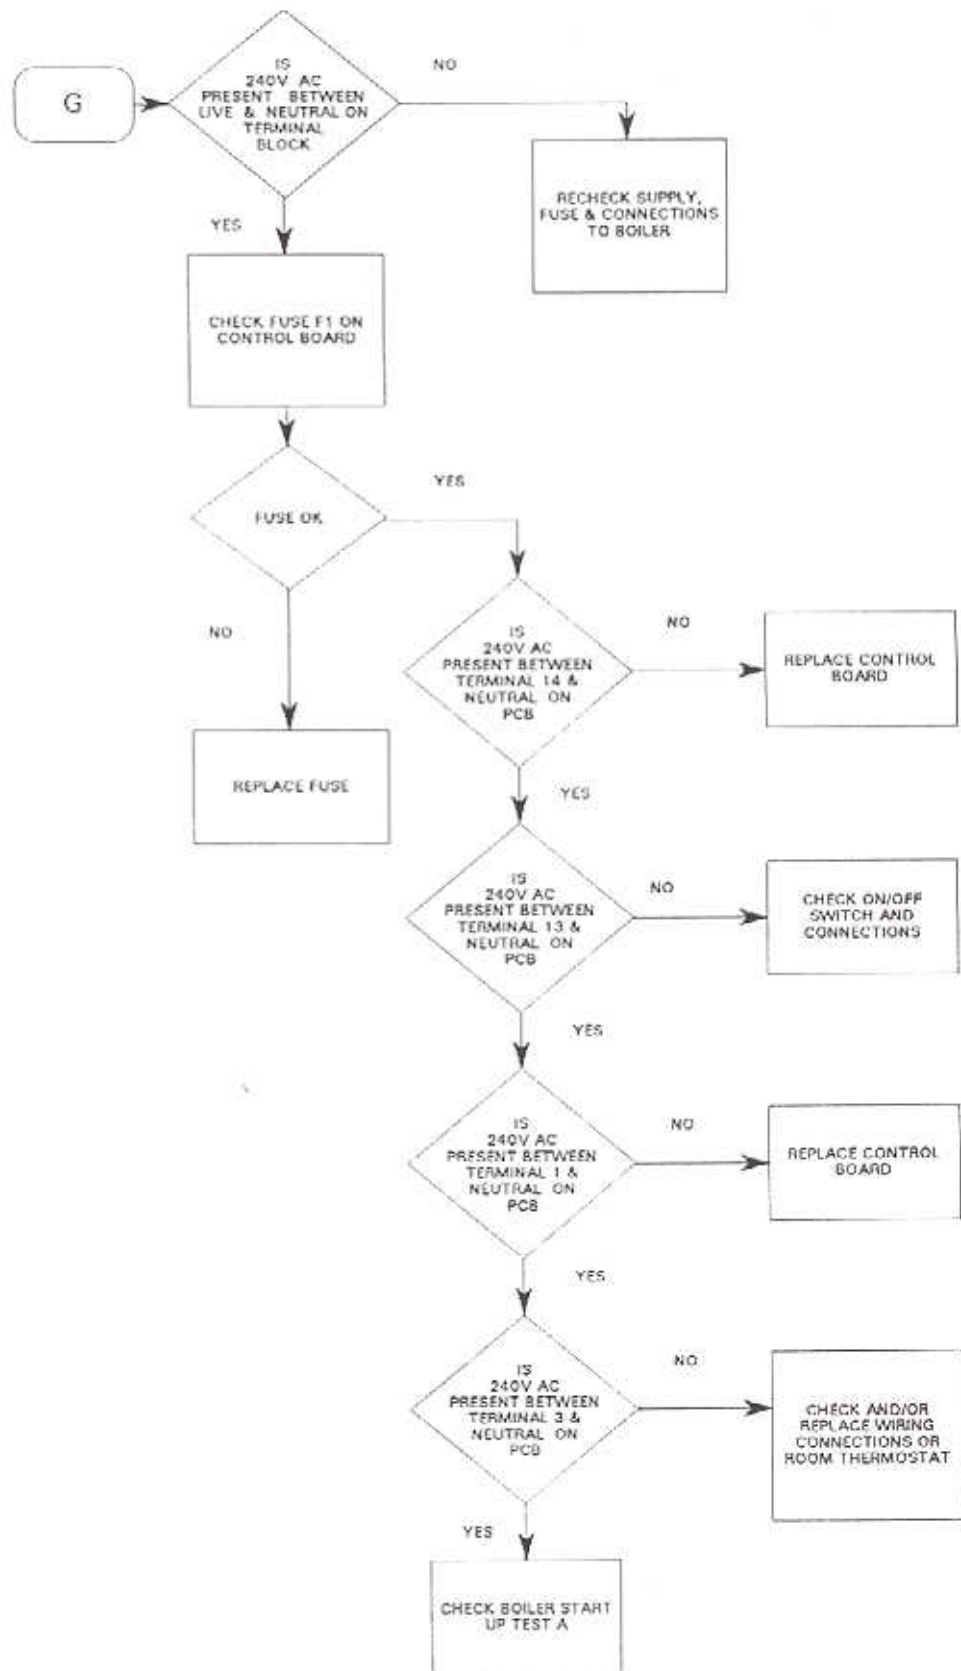 G
IS
240V AC
PRESENT BETWEEN
LIVE & NEUTRAL ON
TERMINAL
BLOCK
NO
RECHECK SUPPLY,
FUSE & CONNECTIONS
TO BOILER
YES
CHECK FUSE F1 ON
CONTROL BOARD
FUSE OK
YES
NO
REPLACE FUSE
IS
240V AC
PRESENT BETWEEN
TERMINAL 14 &
NEUTRAL ON
PCB
NO
REPLACE CONTROL
BOARD
YES
IS
240V AC
PRESENT BETWEEN
TERMINAL 13 &
NEUTRAL ON
PCB
NO
CHECK ON/OFF
SWITCH AND
CONNECTIONS
YES
IS
240V AC
PRESENT BETWEEN
TERMINAL 1 &
NEUTRAL ON
PCB
NO
REPLACE CONTROL
BOARD
YES
IS
240V AC
PRESENT BETWEEN
TERMINAL 3 &
NEUTRAL ON
PCB
NO
CHECK AND/OR
REPLACE WIRING
CONNECTIONS OR
ROOM THERMOSTAT
YES
CHECK BOILER START
UP TEST A